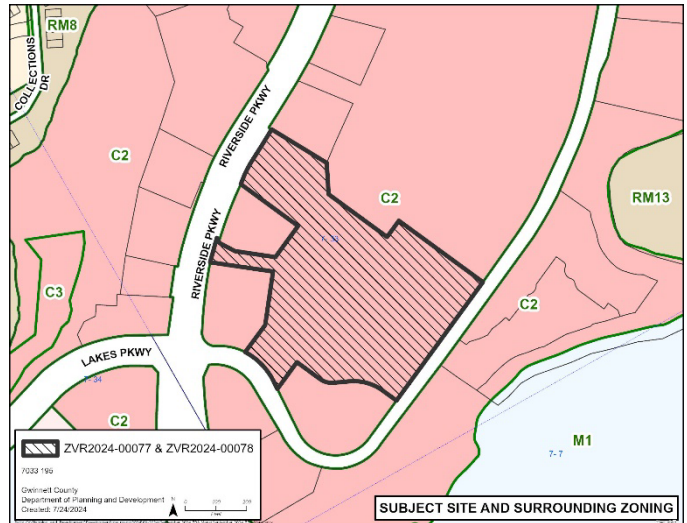 RM8
COLLECTIONS
DR
RIVERSIDE PKWY
C2
C2
RM13
RIVERSIDE PKWY
C3
C2
LAKES PKWY
7- 34
C2
M1
7- 7
ZVR2024-00077 & ZVR2024-00078
7033 195
Gwinnett County
Department of Planning and Development
Created: 7/24/2024
N
SUBJECT SITE AND SURROUNDING ZONING